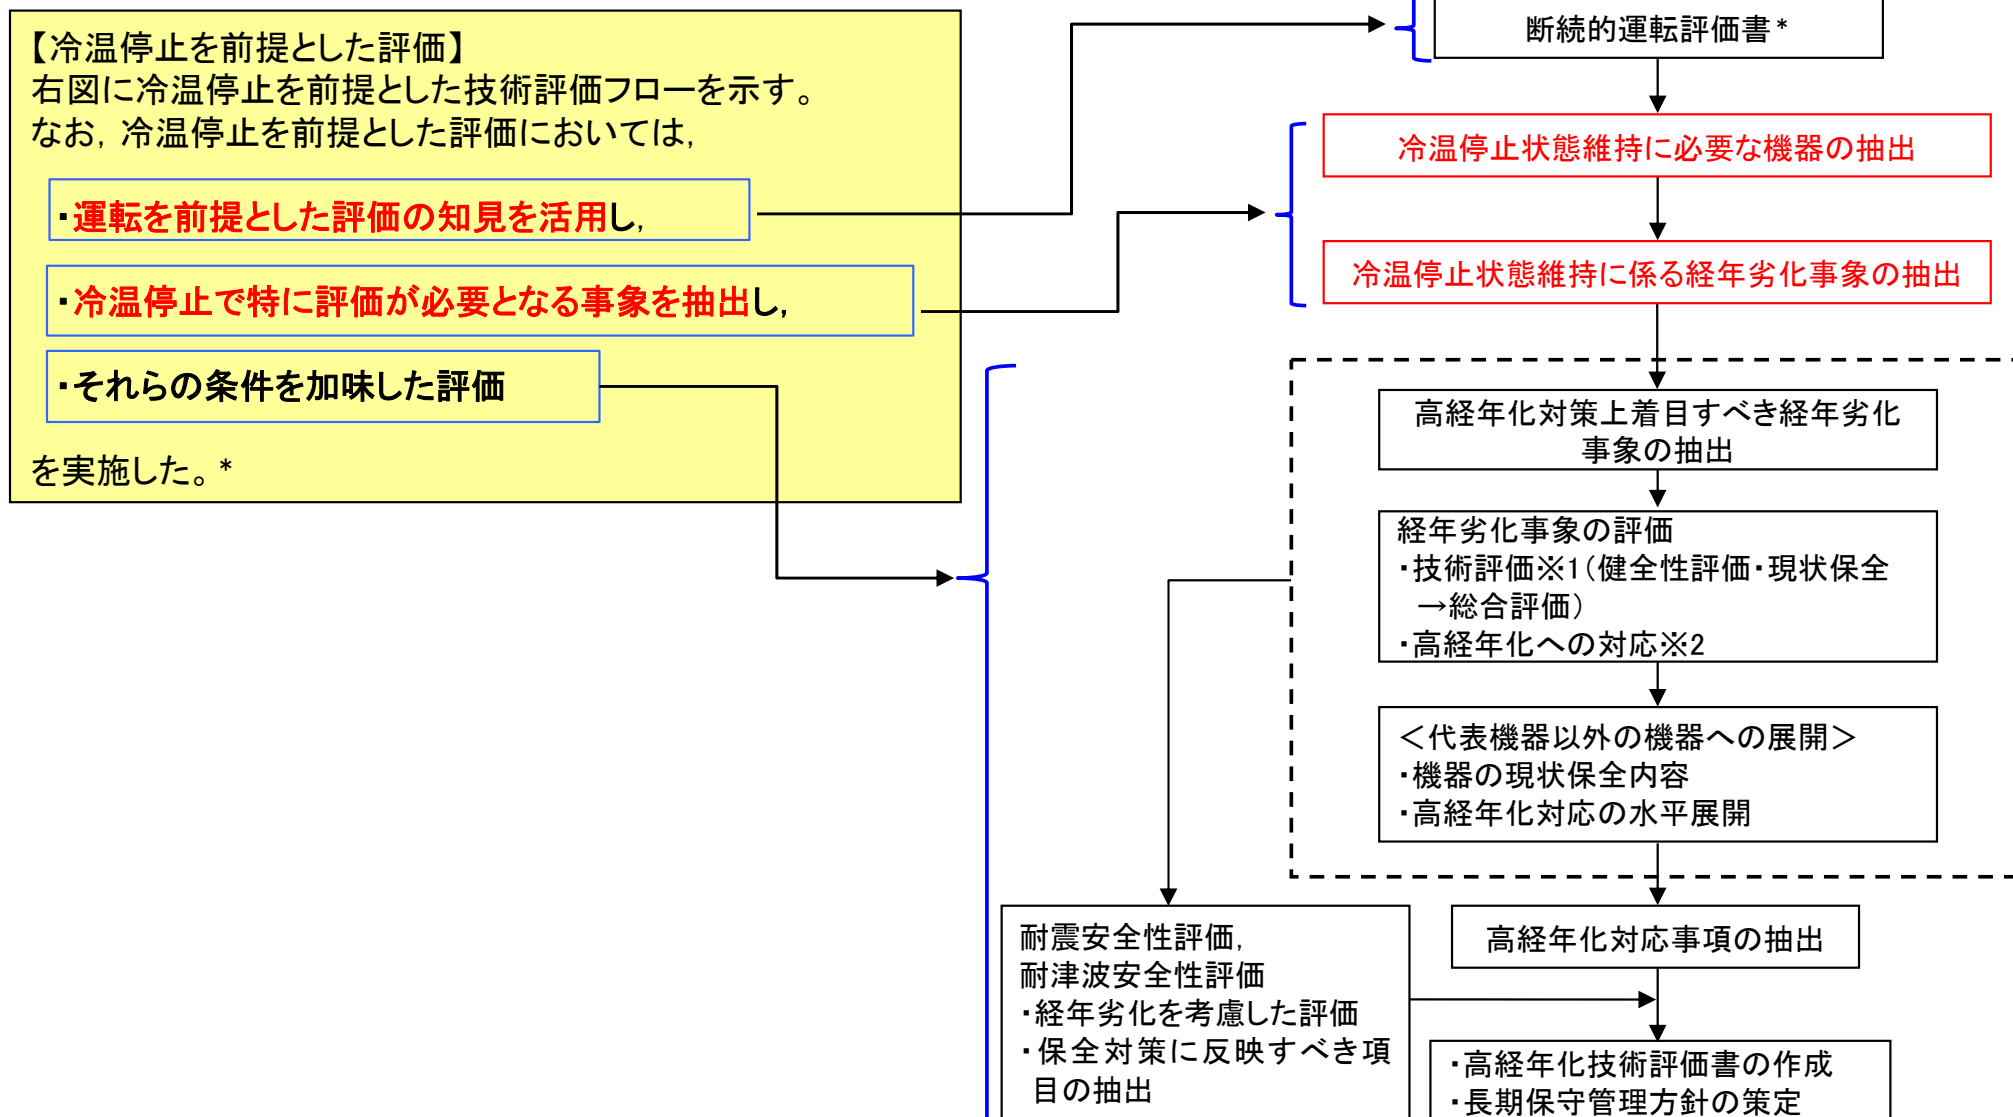 【冷温停止を前提とした評価】
右図に冷温停止を前提とした技術評価フローを示す。
なお，冷温停止を前提とした評価においては，
・運転を前提とした評価の知見を活用し，
・冷温停止で特に評価が必要となる事象を抽出し，
・それらの条件を加味した評価
を実施した。*
断続的運転評価書*
冷温停止状態維持に必要な機器の抽出
冷温停止状態維持に係る経年劣化事象の抽出
高経年化対策上着目すべき経年劣化
事象の抽出
経年劣化事象の評価
・技術評価※1（健全性評価・現状保全
→総合評価）
・高経年化への対応※2
＜代表機器以外の機器への展開＞
・機器の現状保全内容
・高経年化対応の水平展開
耐震安全性評価，
耐津波安全性評価
・経年劣化を考慮した評価
・保全対策に反映すべき項
目の抽出
高経年化対応事項の抽出
・高経年化技術評価書の作成
・長期保守管理方針の策定